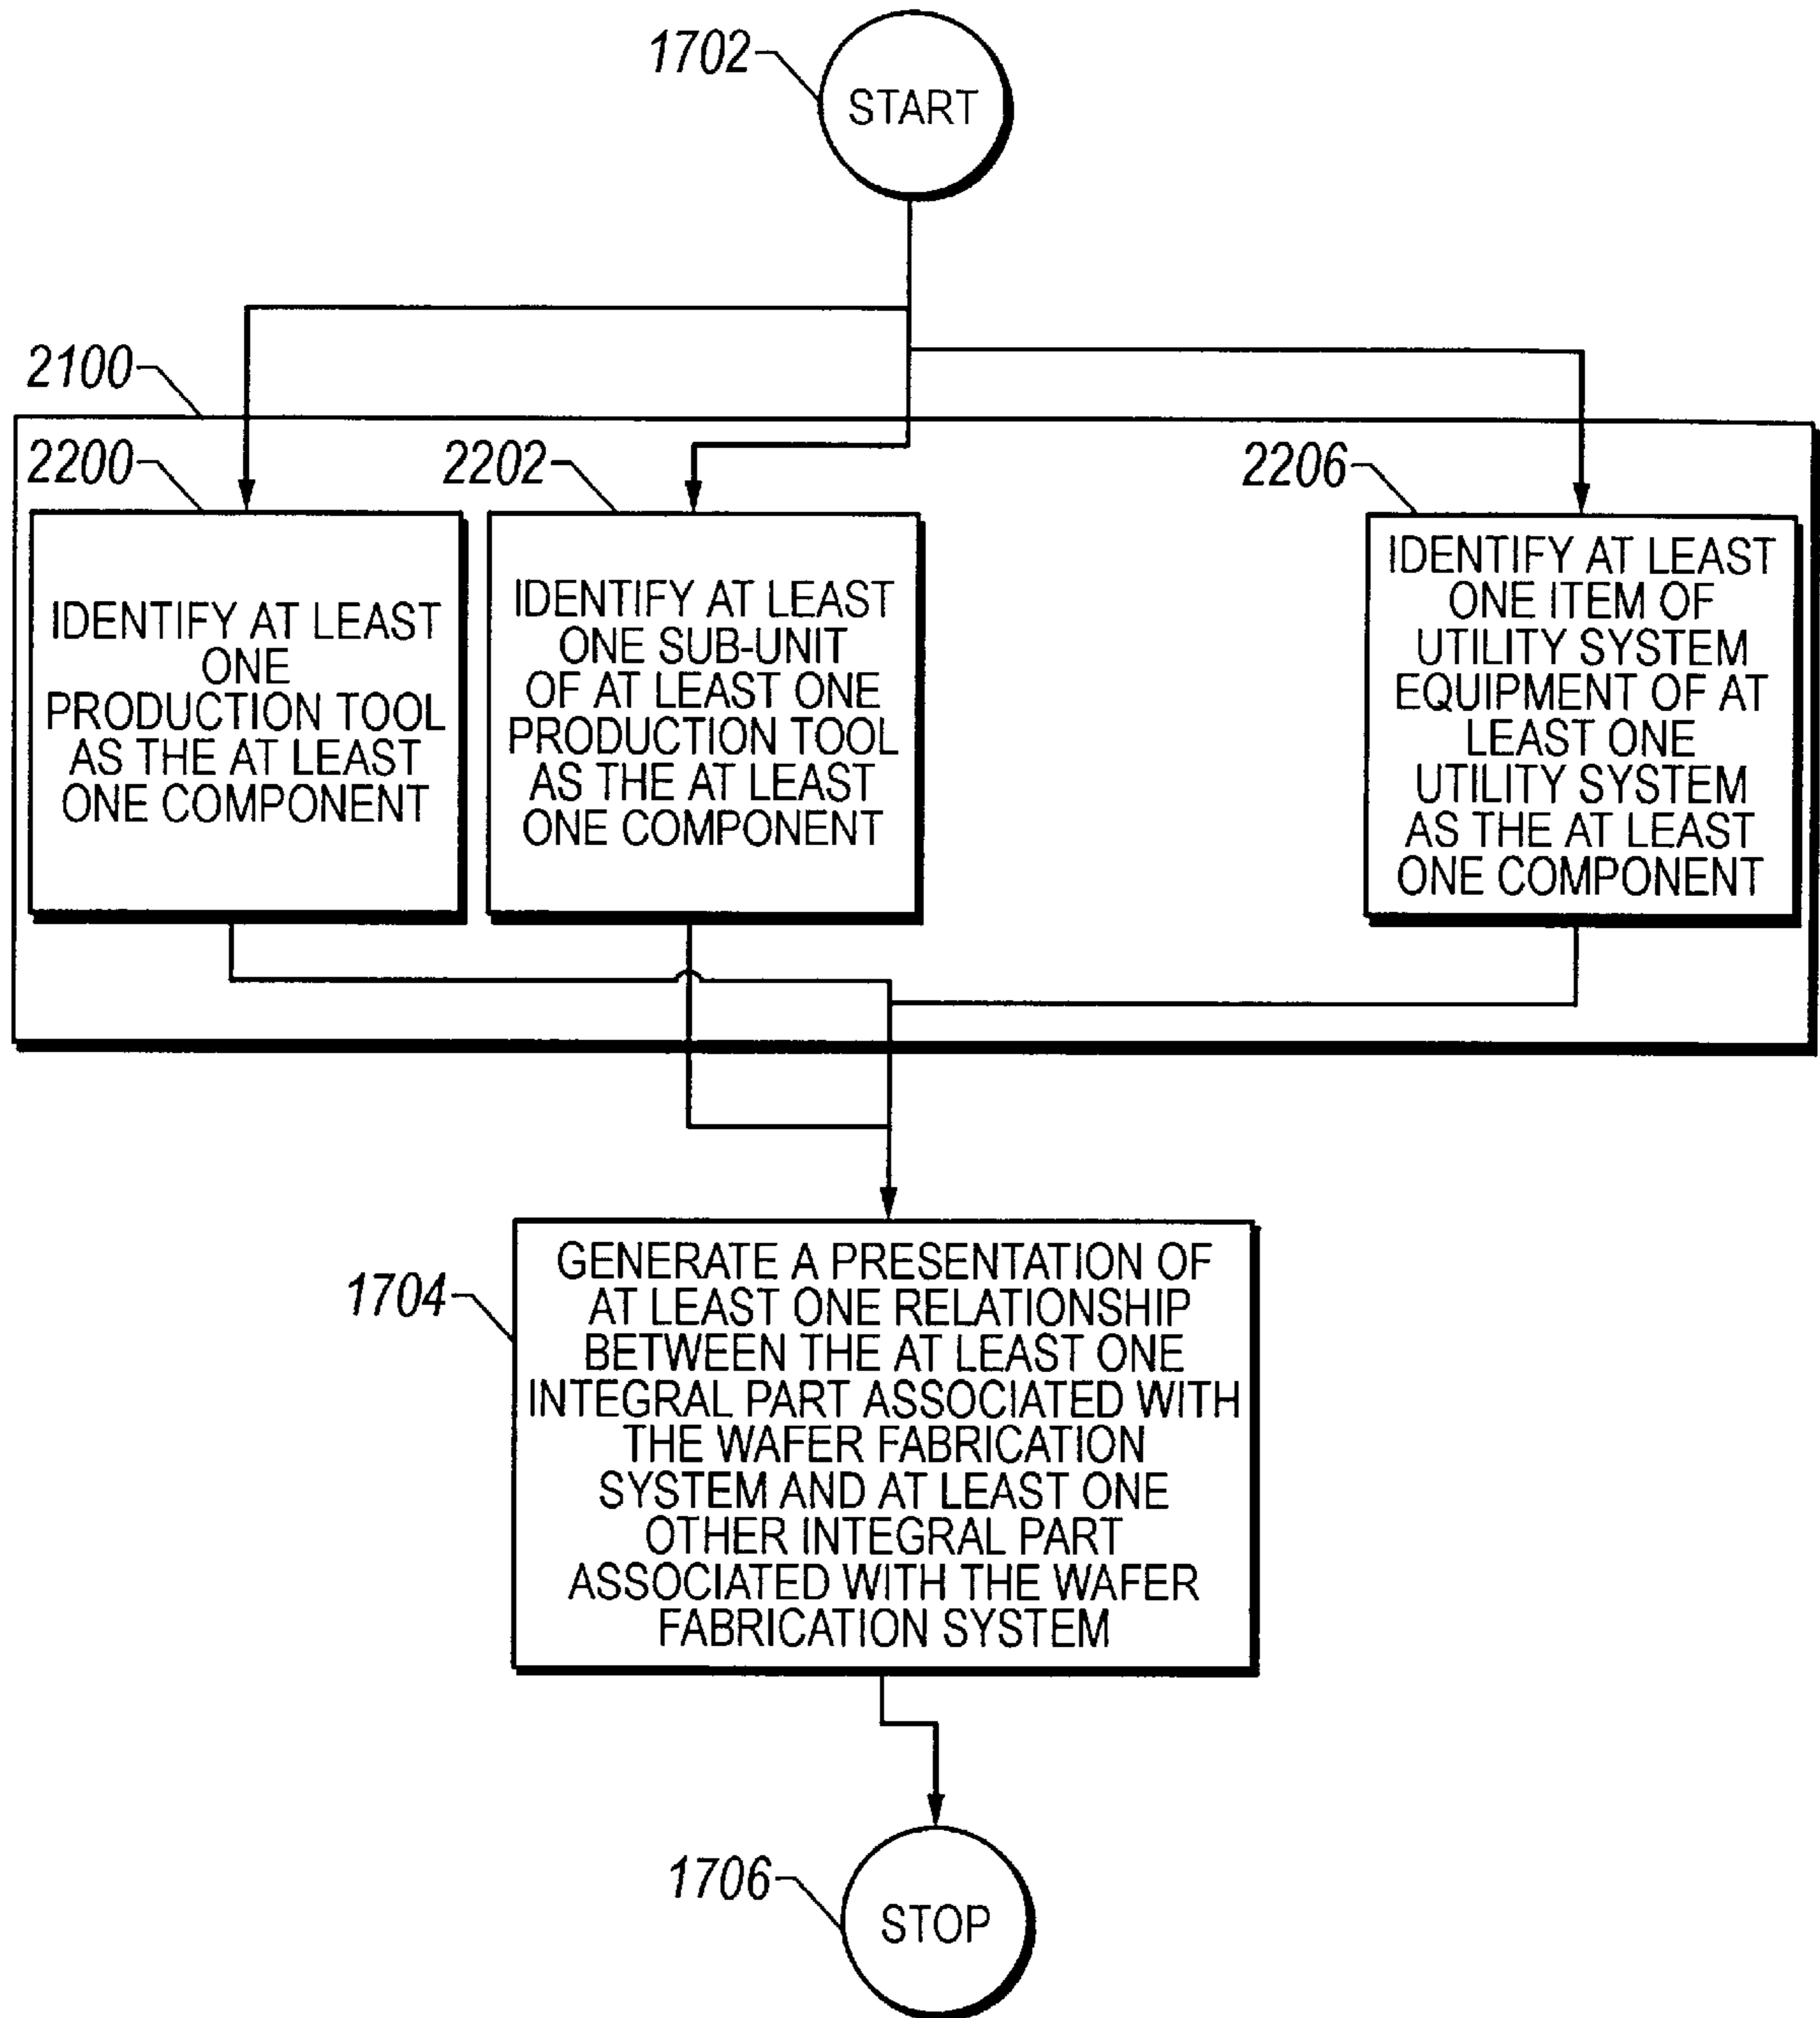 1702
START
2100
2200
2202
2206
IDENTIFY AT LEAST
ONE
PRODUCTION TOOL
AS THE AT LEAST
ONE COMPONENT
IDENTIFY AT LEAST
ONE SUB-UNIT
OF AT LEAST ONE
PRODUCTION TOOL
AS THE AT LEAST
ONE COMPONENT
IDENTIFY AT LEAST
ONE ITEM OF
UTILITY SYSTEM
EQUIPMENT OF AT
LEAST ONE
UTILITY SYSTEM
AS THE AT LEAST
ONE COMPONENT
1704
GENERATE A PRESENTATION OF
AT LEAST ONE RELATIONSHIP
BETWEEN THE AT LEAST ONE
INTEGRAL PART ASSOCIATED WITH
THE WAFER FABRICATION
SYSTEM AND AT LEAST ONE
OTHER INTEGRAL PART
ASSOCIATED WITH THE WAFER
FABRICATION SYSTEM
1706
STOP